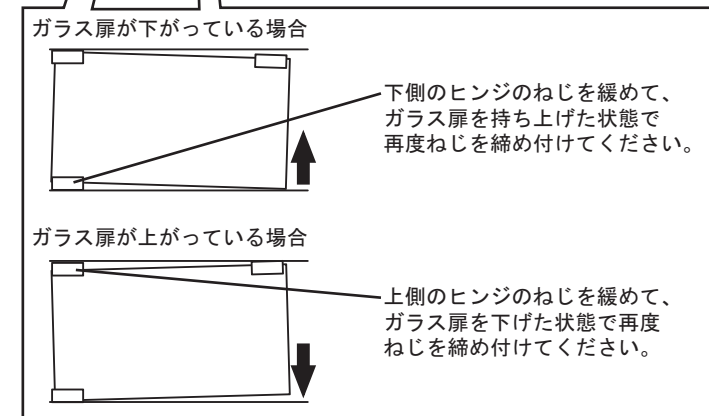 ガラス扉が下がっている場合
下側のヒンジのねじを緩めて、
ガラス扉を持ち上げた状態で
再度ねじを締め付けてください。
ガラス扉が上がっている場合
上側のヒンジのねじを緩めて、
ガラス扉を下げた状態で再度
ねじを締め付けてください。